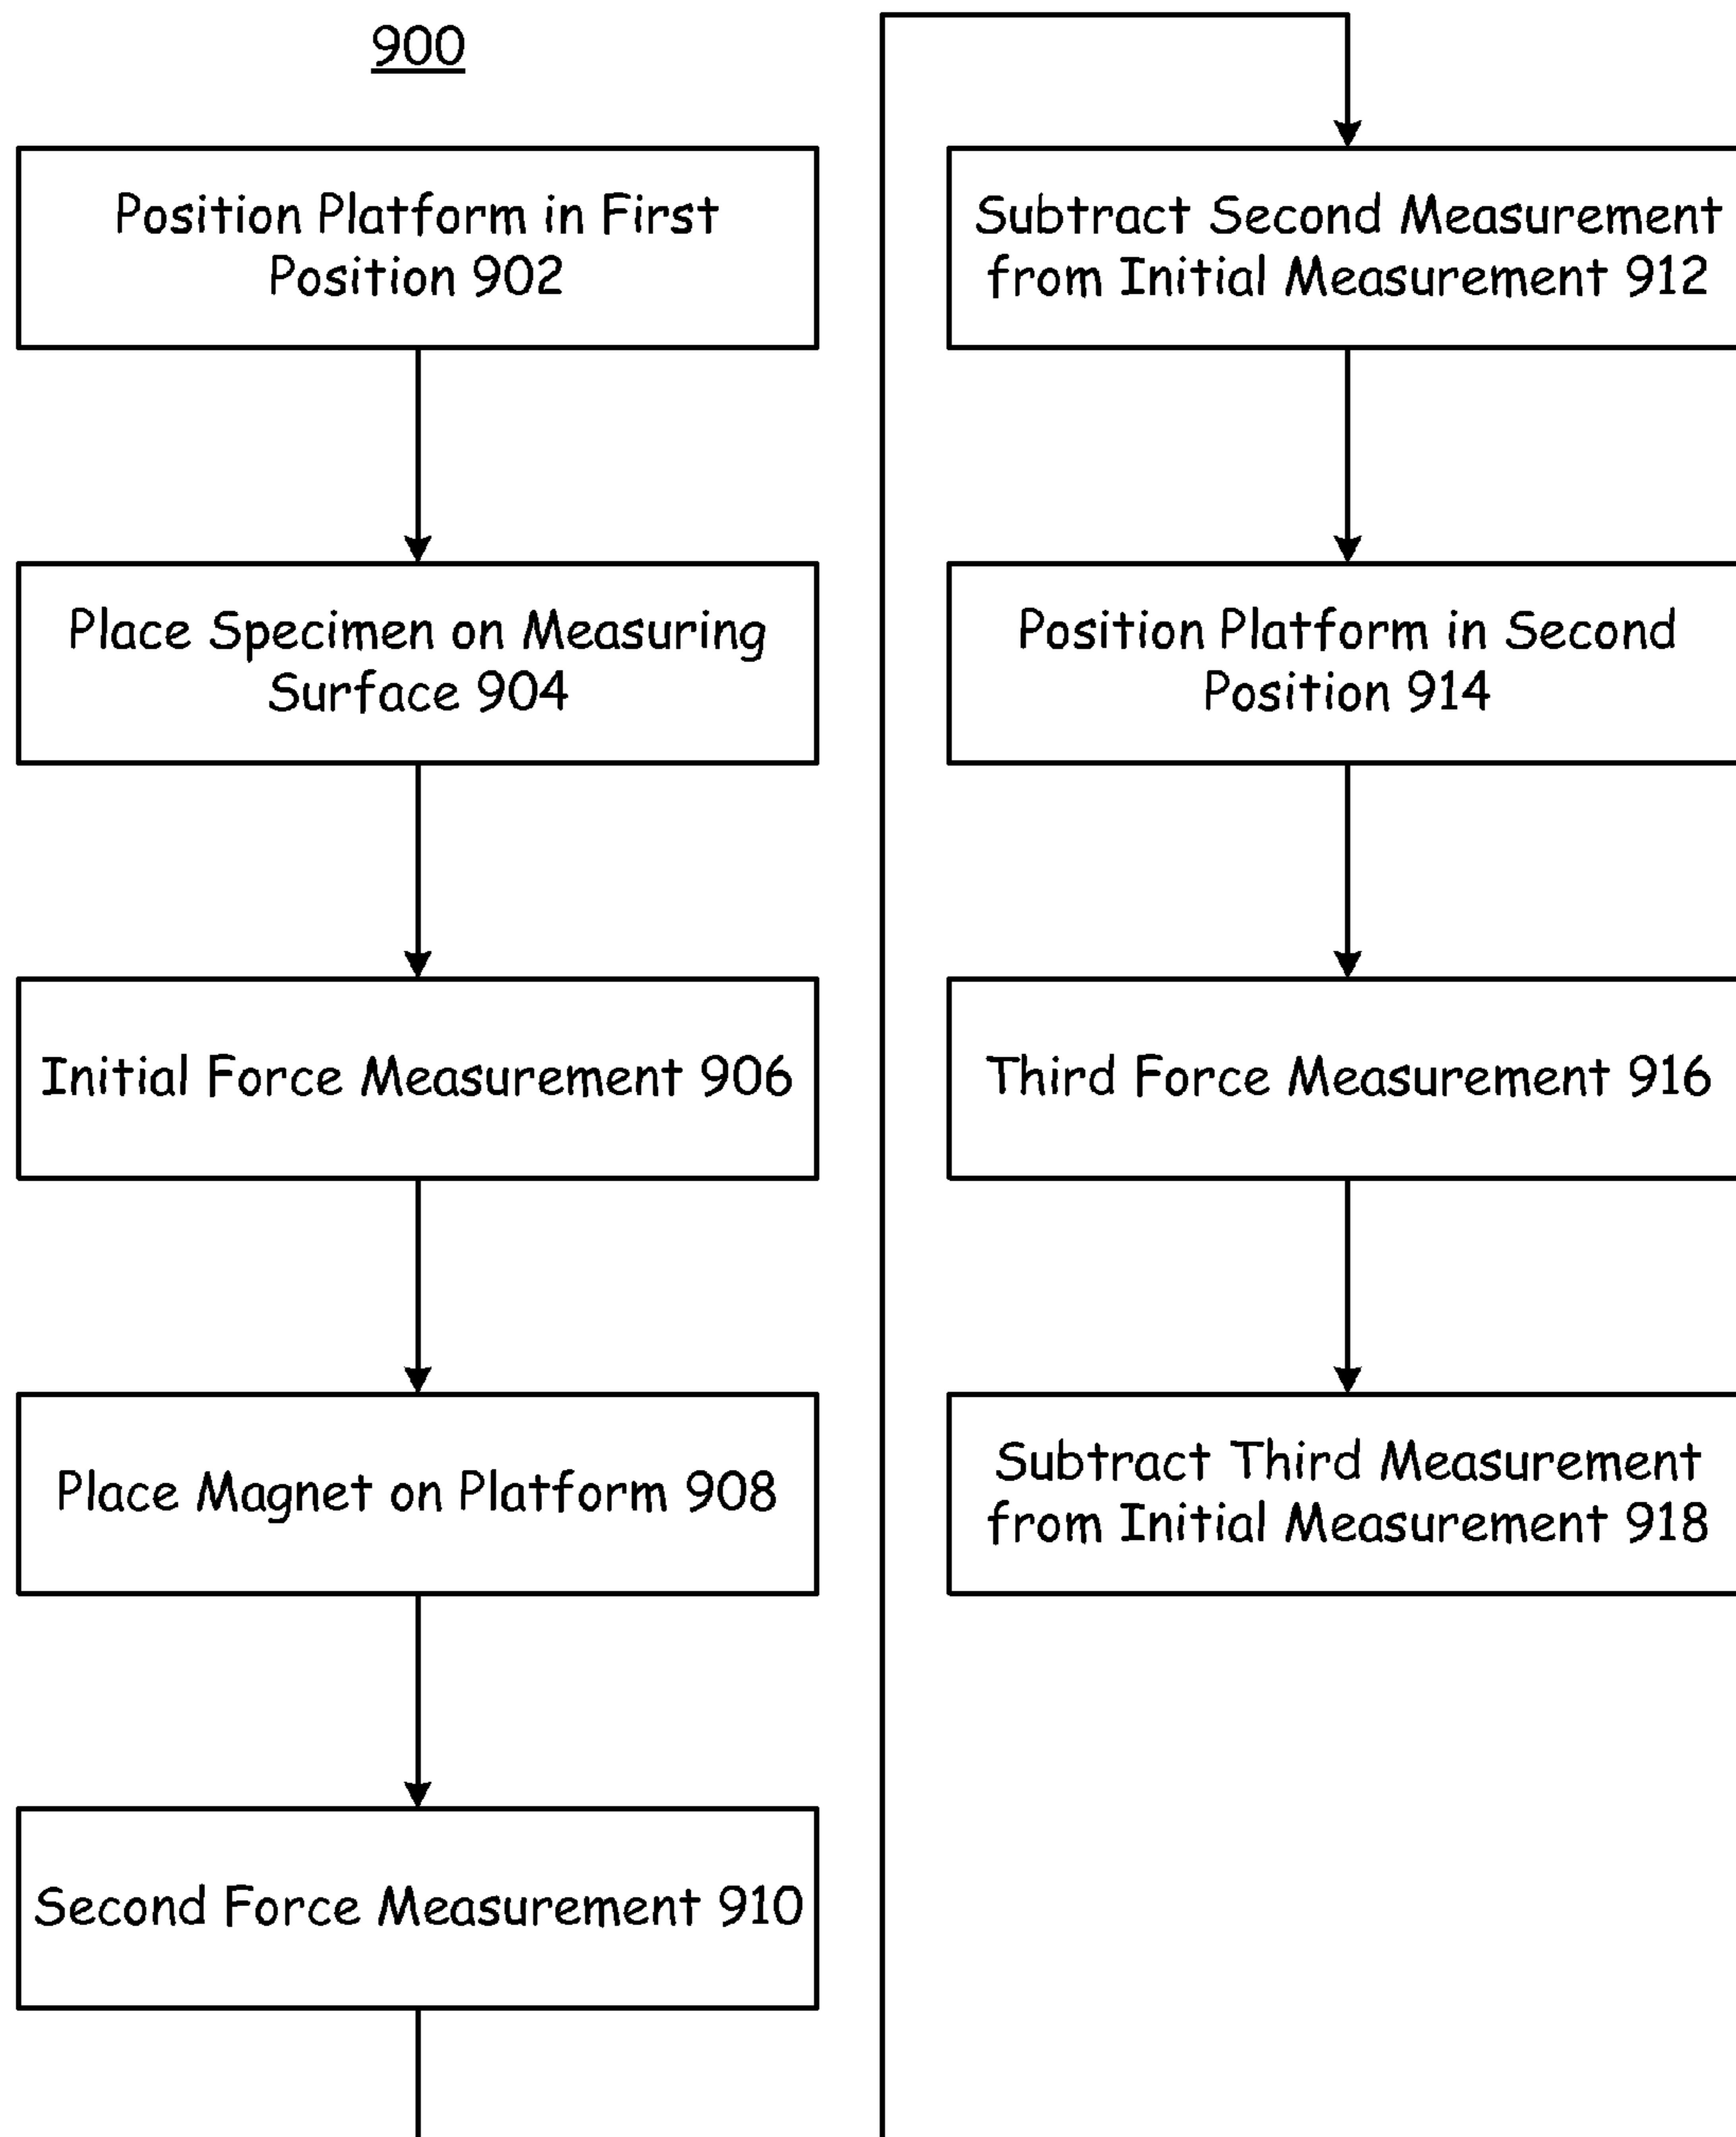 900
Position Platform in First
Position 902
Place Specimen on Measuring
Surface 904
Initial Force Measurement 906
Place Magnet on Platform 908
Second Force Measurement 910
Subtract Second Measurement
from Initial Measurement 912
Position Platform in Second
Position 914
Third Force Measurement 916
Subtract Third Measurement
from Initial Measurement 918